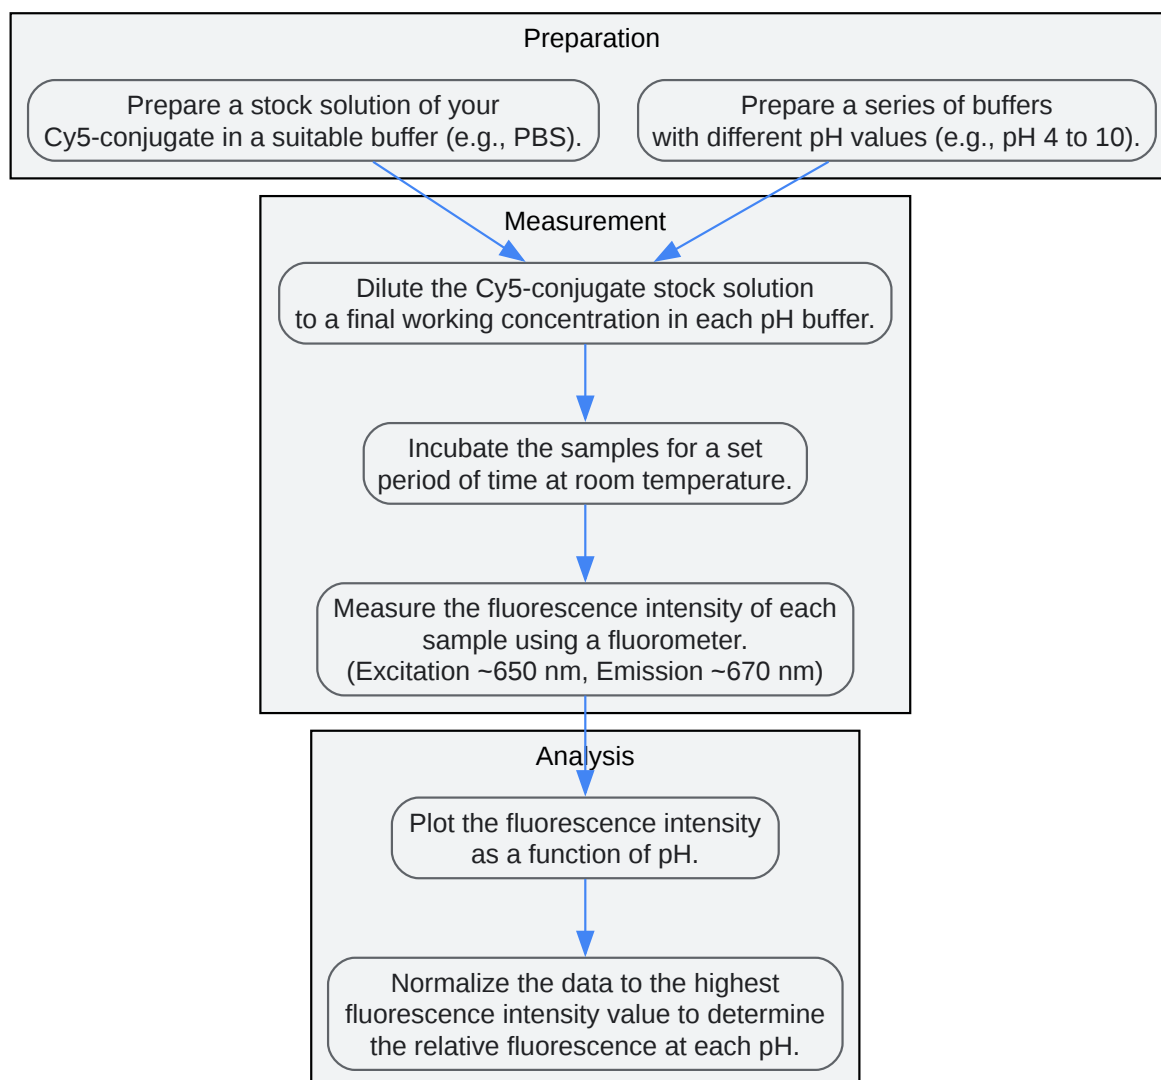 Preparation
Prepare a stock solution of your
Cy5-conjugate in a suitable buffer (e.g., PBS).
Prepare a series of buffers
with different pH values (e.g., pH 4 to 10).
Measurement
Dilute the Cy5-conjugate stock solution
to a final working concentration in each pH buffer.
Incubate the samples for a set
period of time at room temperature.
Measure the fluorescence intensity of each
sample using a fluorometer.
(Excitation ~650 nm, Emission ~670 nm)
Analysis
Plot the fluorescence intensity
as a function of pH.
Normalize the data to the highest
fluorescence intensity value to determine
the relative fluorescence at each pH.